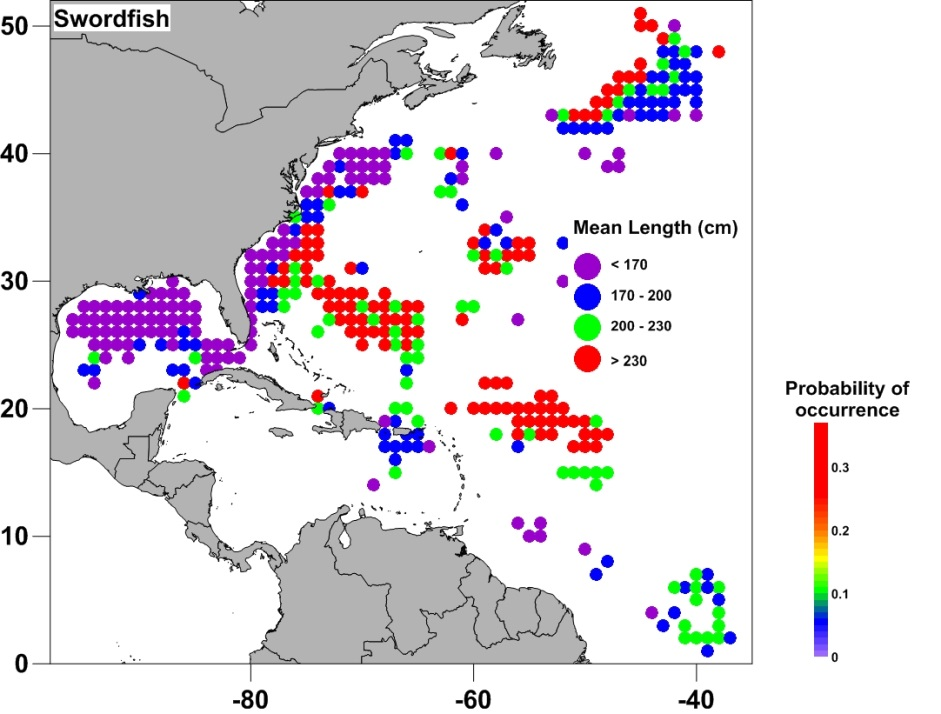 Swordfish
50
40
30
20
10
0
-80
-60
-40
Mean Length (cm)
< 170
170 - 200
200 - 230
> 230
Probability of
occurrence
0.3
0.2
0.1
0